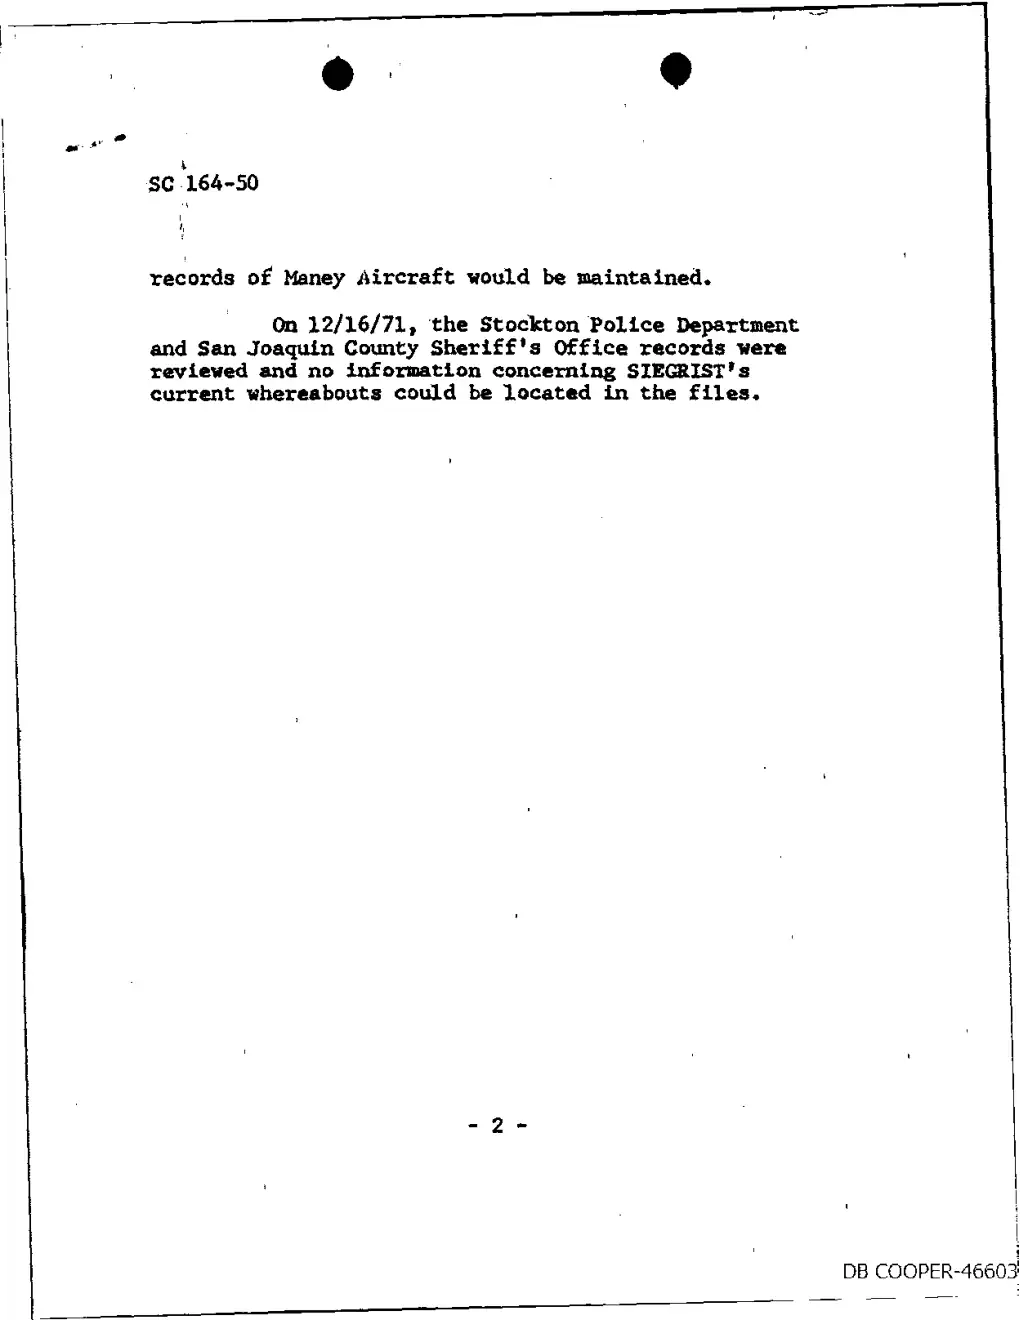 SC 164-50
records of Maney Aircraft would be maintained.
On 12/16/71, the Stockton Police Department
and San Joaquin County Sheriff's Office records were
reviewed and no information concerning SIEGRIST's
current whereabouts could be located in the files.
- 2 -
DB COOPER-46603